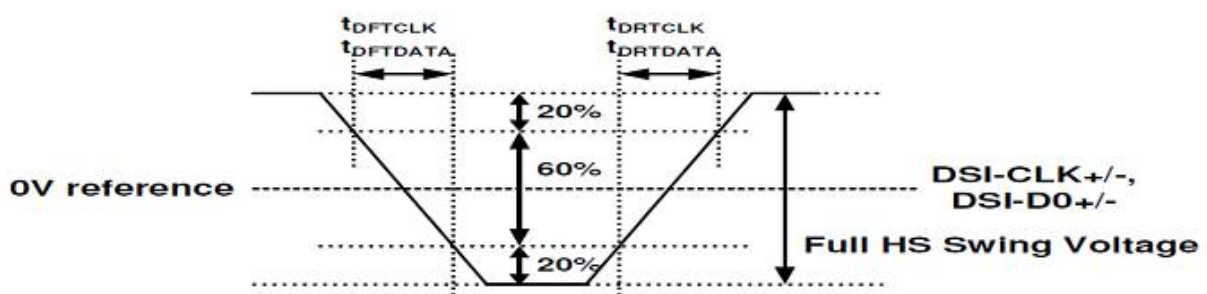 tDFTCLK
tDFTDATA
tDRTCLK
tDRTDATA
20%
60%
0V reference
20%
DSI-CLK+/-,
DSI-D0+/-
Full HS Swing Voltage